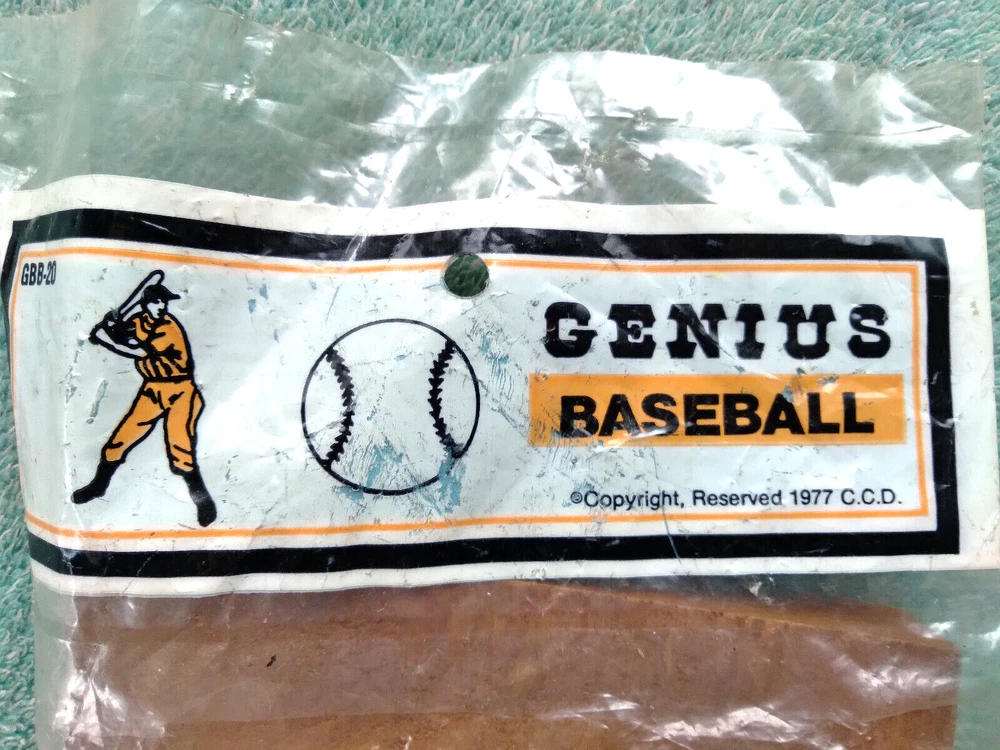 GBB-20
GENIUS
BASEBALL
©Copyright, Reserved 1977 C.C.D.